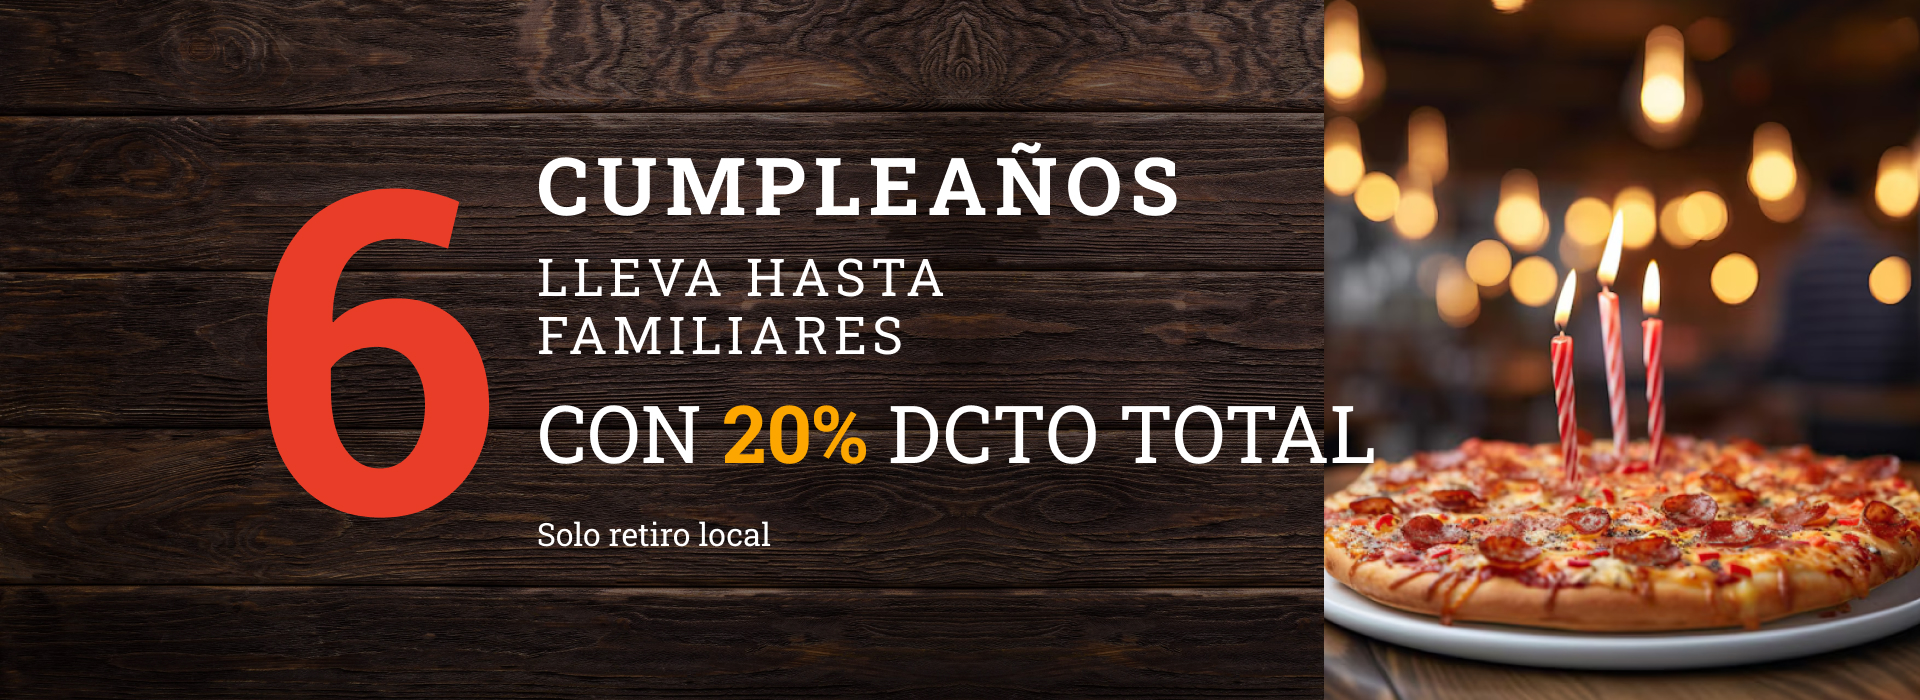 6
CUMPLEAÑOS
LLEVA HASTA
FAMILIARES
CON 20% DCTO TOTAL
Solo retiro local